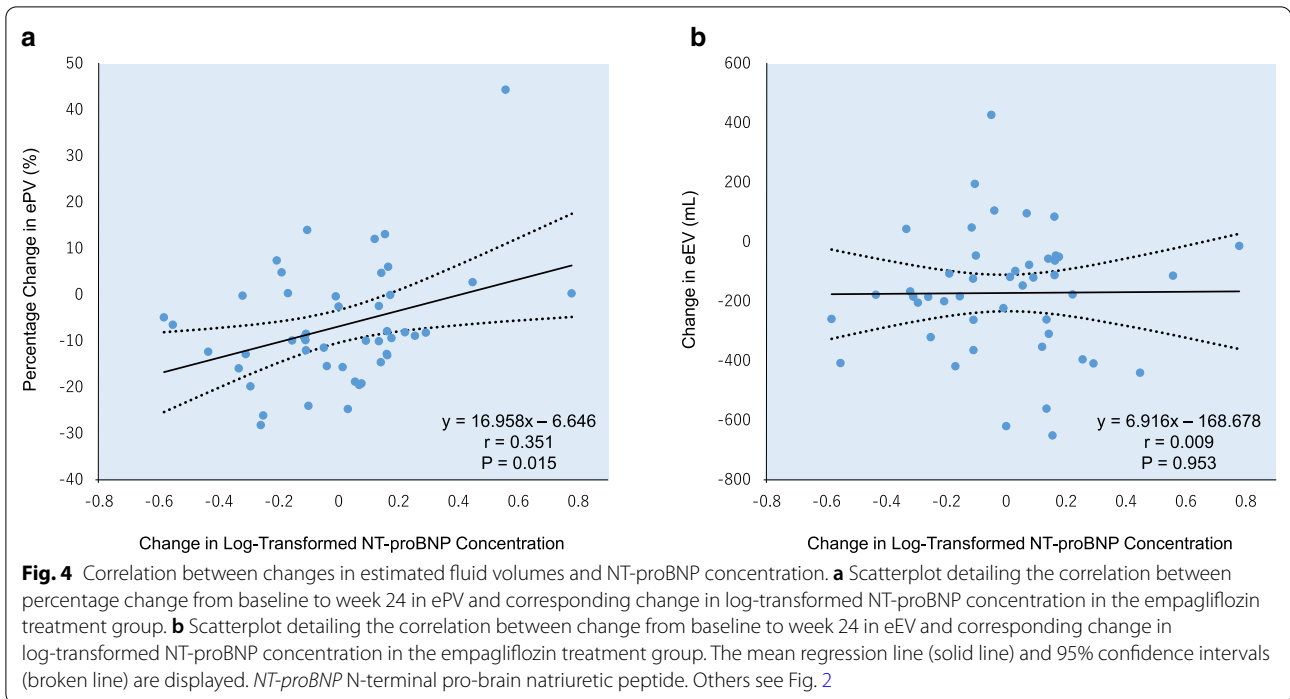 a
50
40
30
20
10
0
-10
-20
-30
-40
Percentage Change in ePV (%)
y = 16.958x – 6.646
r = 0.351
P = 0.015
-0.8 -0.6 -0.4 -0.2 0 0.2 0.4 0.6 0.8
Change in Log-Transformed NT-proBNP Concentration
b
600
400
200
0
-200
-400
-600
-800
Change in eEV (mL)
y = 6.916x – 168.678
r = 0.009
P = 0.953
-0.8 -0.6 -0.4 -0.2 0 0.2 0.4 0.6 0.8
Change in Log-Transformed NT-proBNP Concentration
Fig. 4 Correlation between changes in estimated fluid volumes and NT-proBNP concentration. a Scatterplot detailing the correlation between
percentage change from baseline to week 24 in ePV and corresponding change in log-transformed NT-proBNP concentration in the empagliflozin
treatment group. b Scatterplot detailing the correlation between change from baseline to week 24 in eEV and corresponding change in
log-transformed NT-proBNP concentration in the empagliflozin treatment group. The mean regression line (solid line) and 95% confidence intervals
(broken line) are displayed. NT-proBNP N-terminal pro-brain natriuretic peptide. Others see Fig. 2